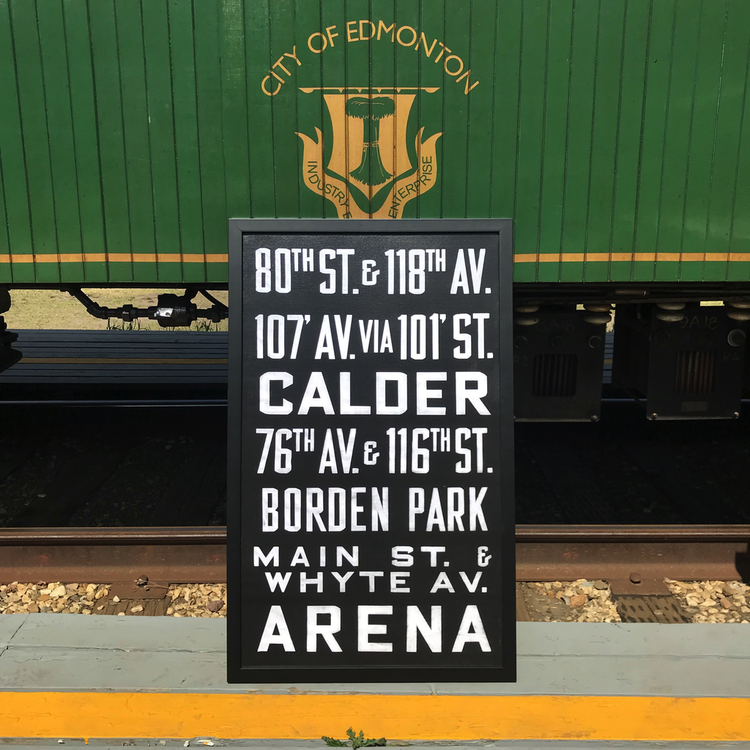 CITY OF EDMONTON
INDUSTRY ENTERPRISE
80TH ST. & 118TH AV.
107' AV. VIA 101' ST.
CALDER
76TH AV. & 116TH ST.
BORDEN PARK
MAIN ST. &
WHYTE AV.
ARENA